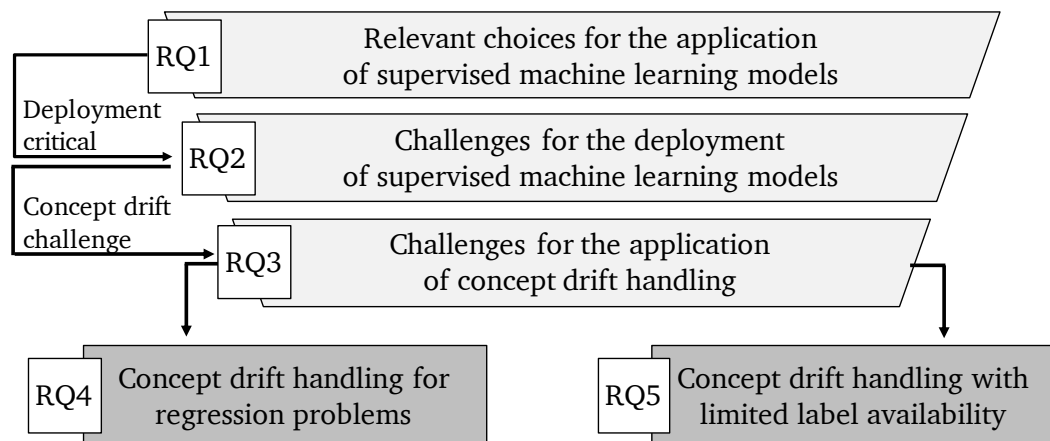 RQ1
Relevant choices for the application
of supervised machine learning models
Deployment
critical
RQ2
Challenges for the deployment
of supervised machine learning models
Concept drift
challenge
RQ3
Challenges for the application
of concept drift handling
RQ4
Concept drift handling for
regression problems
RQ5
Concept drift handling with
limited label availability